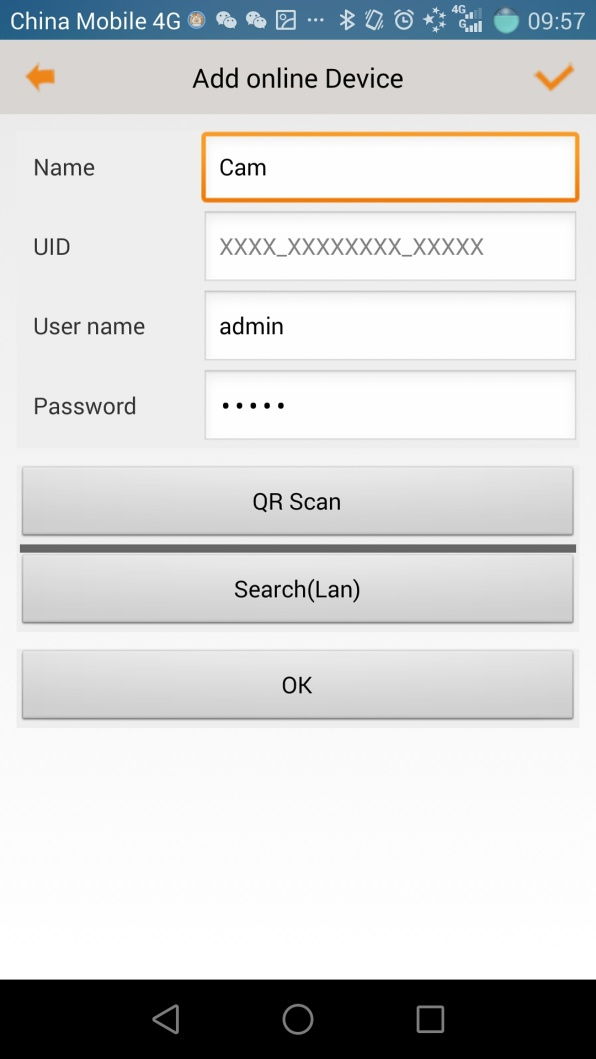 China Mobile 4G ... 4G G 09:57
Add online Device
Name Cam
UID XXXX_XXXXXXXX_XXXXX
User name admin
Password •••••
QR Scan
Search(Lan)
OK